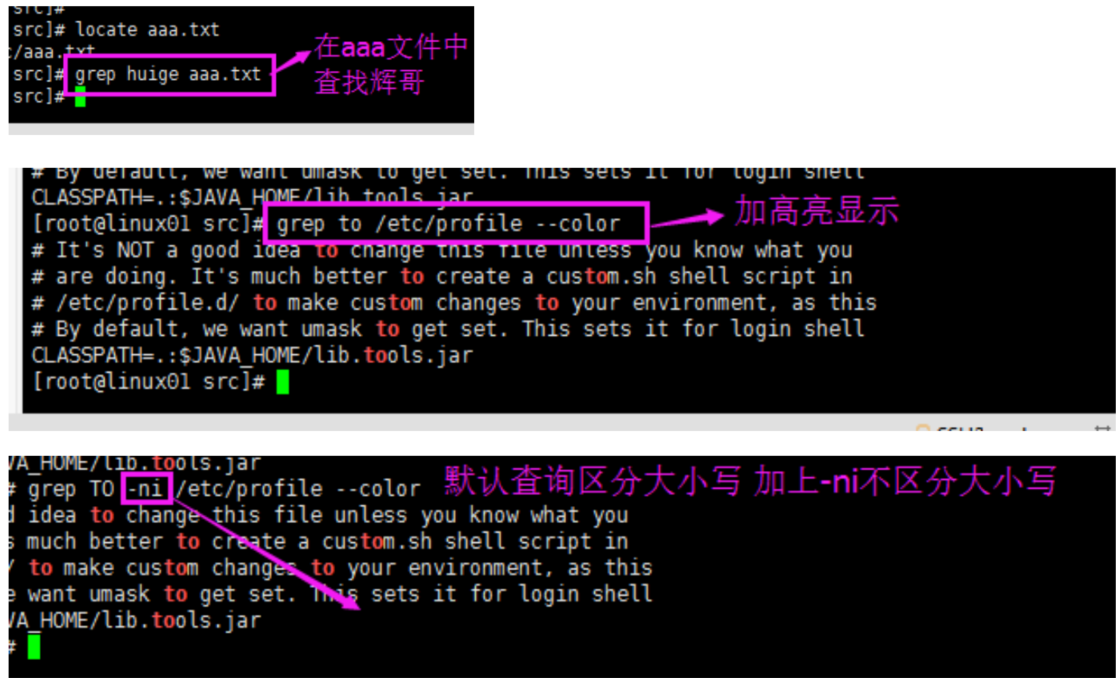 src]#
src]# locate aaa.txt
:/aaa.txt
src]# grep huige aaa.txt
src]#
在aaa文件中
查找辉哥
# By default, we want umask to get set. This sets it for login shell
CLASSPATH=.:$JAVA_HOME/lib.tools.jar
[root@linux01 src]# grep to /etc/profile --color
加高亮显示
# It's NOT a good idea to change this file unless you know what you
# are doing. It's much better to create a custom.sh shell script in
# /etc/profile.d/ to make custom changes to your environment, as this
# By default, we want umask to get set. This sets it for login shell
CLASSPATH=.:$JAVA_HOME/lib.tools.jar
[root@linux01 src]#
VA_HOME/lib.tools.jar
# grep TO -ni /etc/profile --color
默认查询区分大小写 加上-ni不区分大小写
d idea to change this file unless you know what you
s much better to create a custom.sh shell script in
/ to make custom changes to your environment, as this
e want umask to get set. This sets it for login shell
VA_HOME/lib.tools.jar
#